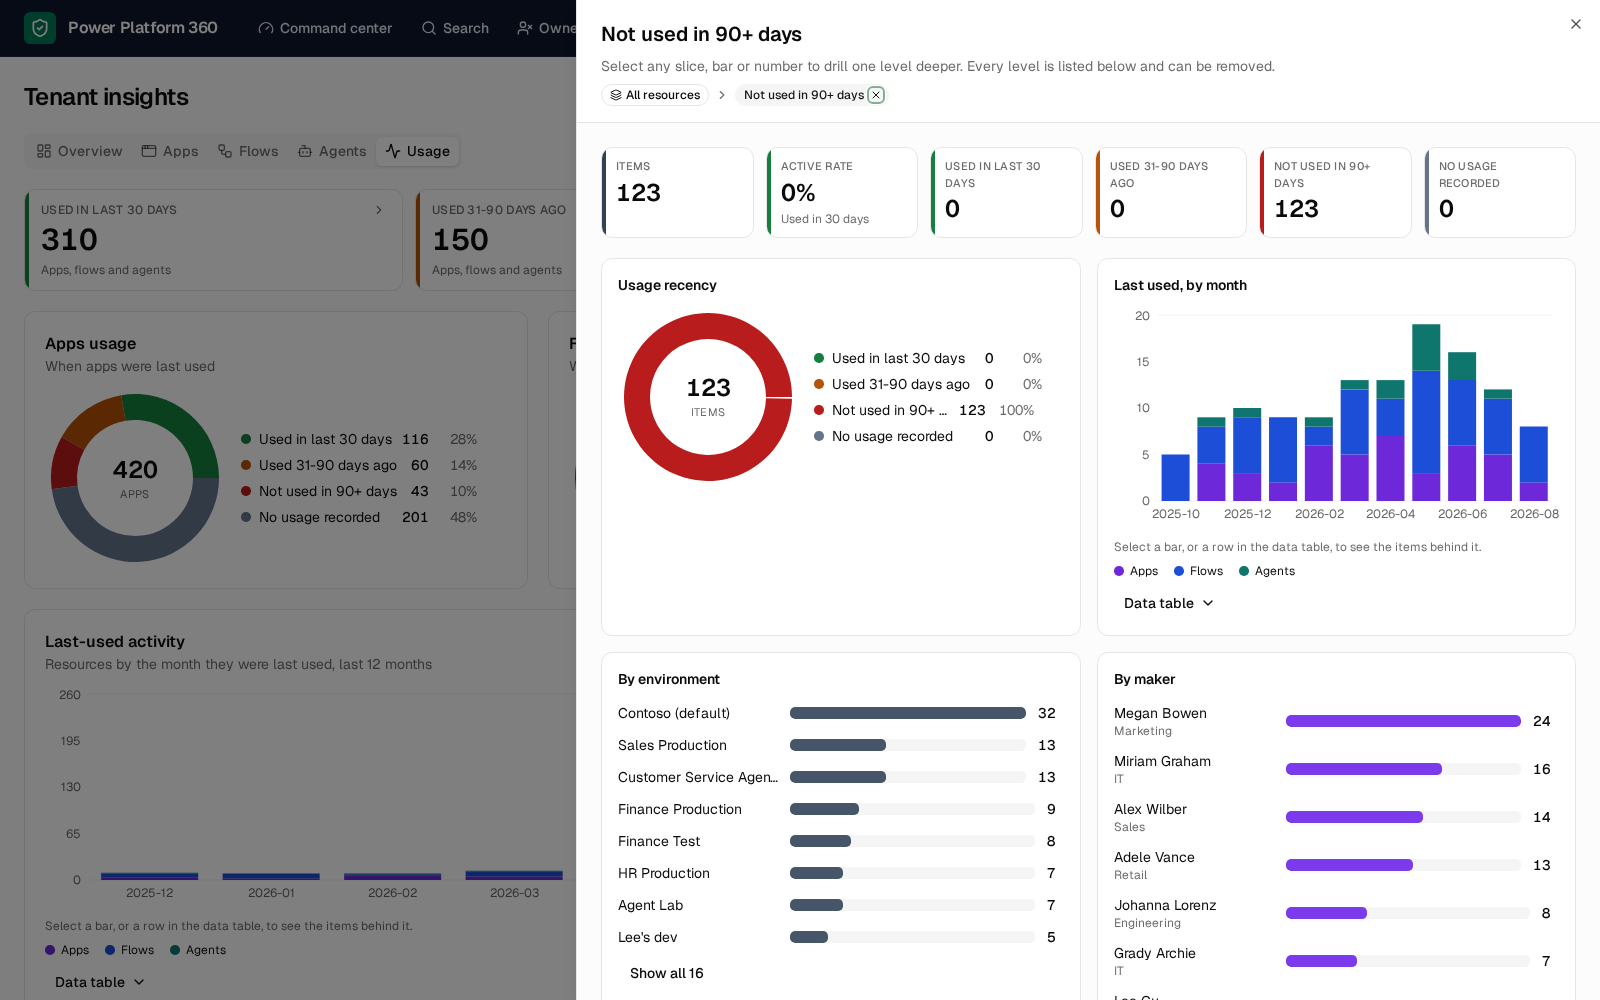 Power Platform 360
Command center
Search
Owne
Tenant insights
Overview
Apps
Flows
Agents
Usage
USED IN LAST 30 DAYS
310
Apps, flows and agents
USED 31-90 DAYS AGO
150
Apps, flows and agents
Apps usage
When apps were last used
420
APPS
Used in last 30 days 116 28%
Used 31-90 days ago 60 14%
Not used in 90+ days 43 10%
No usage recorded 201 48%
Last-used activity
Resources by the month they were last used, last 12 months
260
195
130
65
0
2025-12 2026-01 2026-02 2026-03
Select a bar, or a row in the data table, to see the items behind it.
Apps Flows Agents
Data table
Not used in 90+ days
Select any slice, bar or number to drill one level deeper. Every level is listed below and can be removed.
All resources
Not used in 90+ days
ITEMS
123
ACTIVE RATE
0%
Used in 30 days
USED IN LAST 30
DAYS
0
USED 31-90 DAYS
AGO
0
NOT USED IN 90+
DAYS
123
NO USAGE
RECORDED
0
Usage recency
123
ITEMS
Used in last 30 days 0 0%
Used 31-90 days ago 0 0%
Not used in 90+ ... 123 100%
No usage recorded 0 0%
Last used, by month
20
15
10
5
0
2025-10 2025-12 2026-02 2026-04 2026-06 2026-08
Select a bar, or a row in the data table, to see the items behind it.
Apps Flows Agents
Data table
By environment
Contoso (default) 32
Sales Production 13
Customer Service Agen... 13
Finance Production 9
Finance Test 8
HR Production 7
Agent Lab 7
Lee's dev 5
Show all 16
By maker
Megan Bowen
Marketing
24
Miriam Graham
IT
16
Alex Wilber
Sales
14
Adele Vance
Retail
13
Johanna Lorenz
Engineering
8
Grady Archie
IT
7